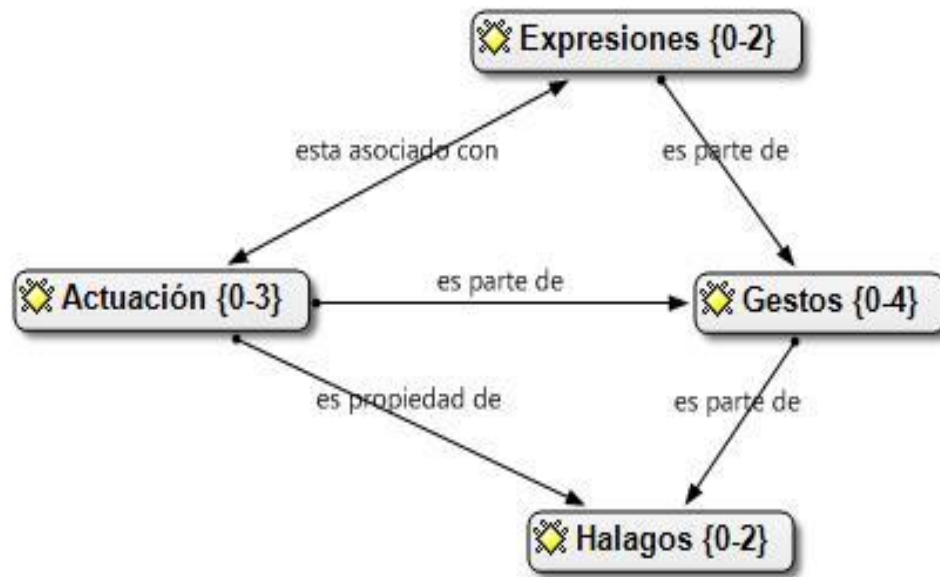 Expresiones {0-2}
esta asociado con
es parte de
Actuación {0-3}
es parte de
Gestos {0-4}
es propiedad de
es parte de
Halagos {0-2}